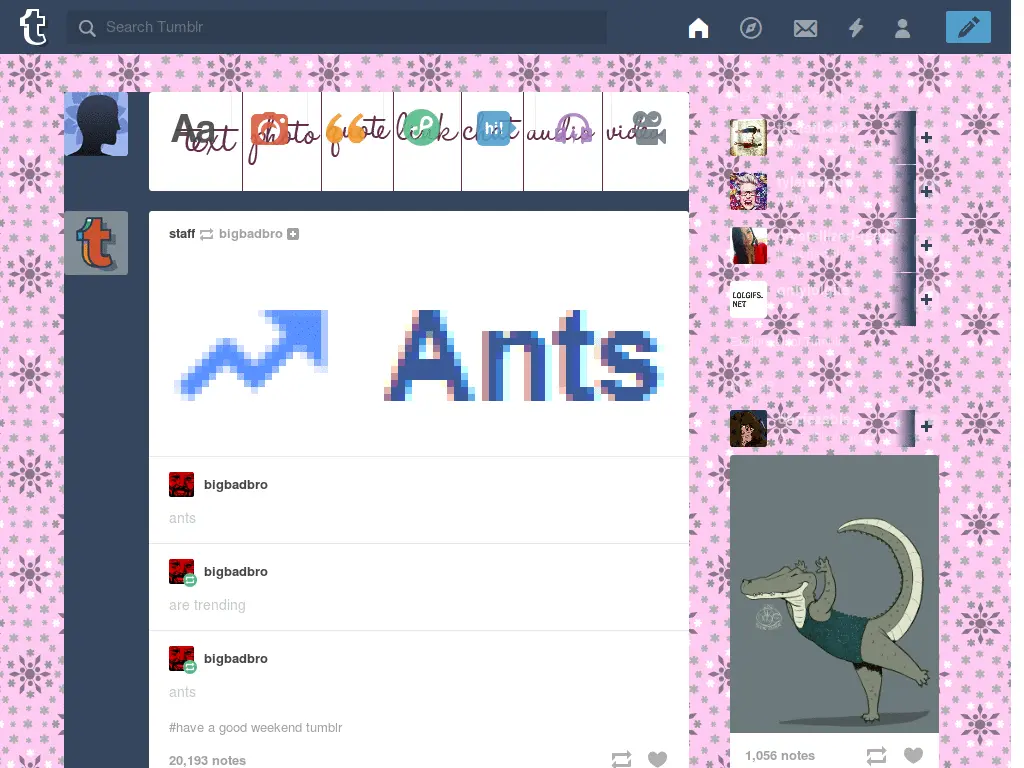 Search Tumblr
Aa
text photo quote link chat audio video
hi!
staff bigbadbro
Ants
bigbadbro
ants
bigbadbro
are trending
bigbadbro
ants
#have a good weekend tumblr
20,193 notes
LOLGIFS.
NET
1,056 notes